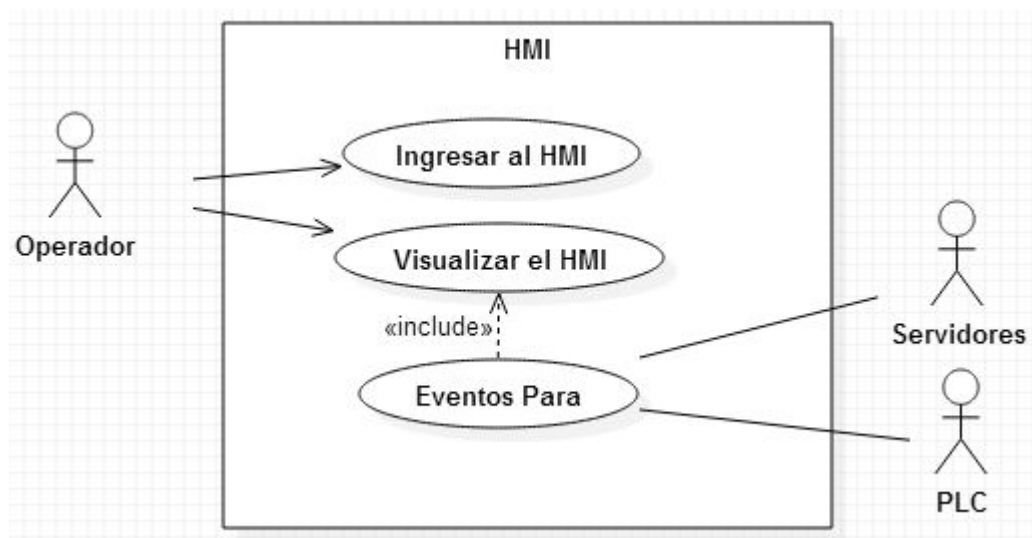 HMI
Ingresar al HMI
Operador
Visualizar el HMI
«include»
Servidores
Eventos Para
PLC